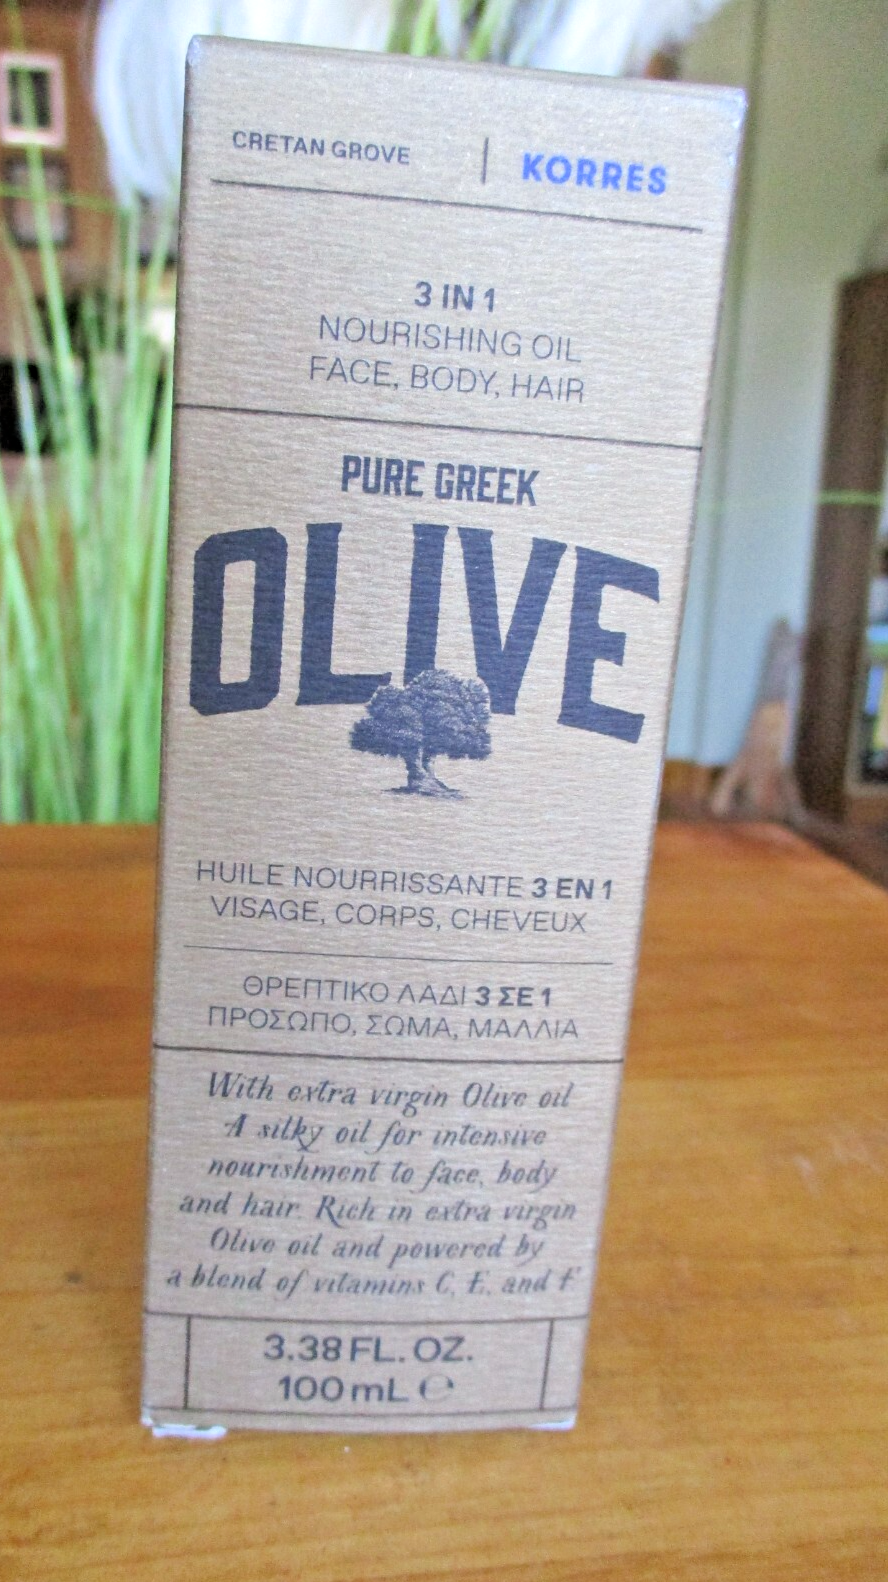 CRETAN GROVE | KORRES
3 IN 1
NOURISHING OIL
FACE, BODY, HAIR
PURE GREEK
OLIVE
HUILE NOURRISSANTE 3 EN 1
VISAGE, CORPS, CHEVEUX
ΘΡΕΠΤΙΚΟ ΛΑΔΙ 3 ΣΕ 1
ΠΡΟΣΩΠΟ, ΣΩΜΑ, ΜΑΛΛΙΑ
With extra virgin Olive oil
A silky oil for intensive
nourishment to face, body
and hair. Rich in extra virgin
Olive oil and powered by
a blend of vitamins C, E, and F
3.38 FL. OZ.
100 mL ℮